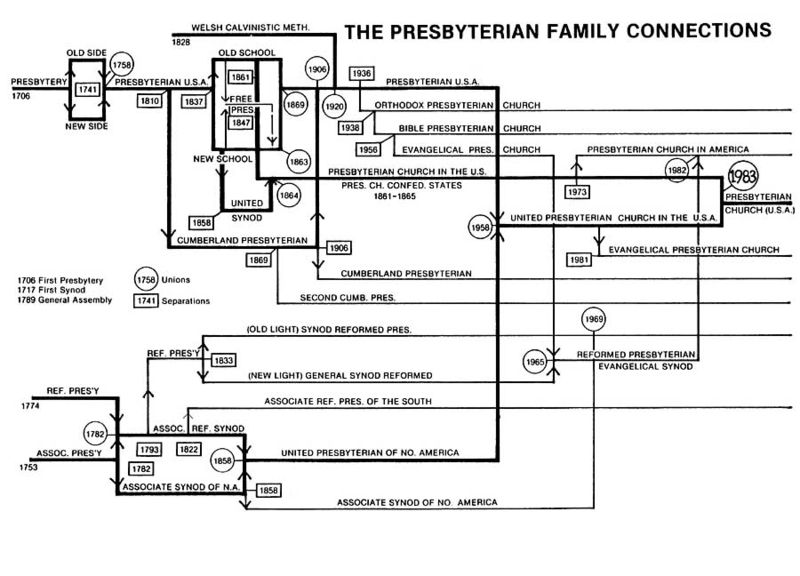 THE PRESBYTERIAN FAMILY CONNECTIONS
WELSH CALVINISTIC METH.
1828
OLD SIDE
1758
OLD SCHOOL
1906
1936
PRESBYTERY
1706
1741
PRESBYTERIAN U.S.A.
1861
PRESBYTERIAN U.S.A.
1810
1837
FREE
PRES.
1847
1869
1920
ORTHODOX PRESBYTERIAN CHURCH
NEW SIDE
1938
BIBLE PRESBYTERIAN CHURCH
1956
EVANGELICAL PRES. CHURCH
PRESBYTERIAN CHURCH IN AMERICA
NEW SCHOOL
1863
PRESBYTERIAN CHURCH IN THE U.S.
1982
1983
PRES. CH. CONFED. STATES
1861-1865
1973
1864
UNITED
SYNOD
1858
PRESBYTERIAN
CHURCH (U.S.A.)
1958
UNITED PRESBYTERIAN CHURCH IN THE U.S.A.
CUMBERLAND PRESBYTERIAN
1906
1869
1981
EVANGELICAL PRESBYTERIAN CHURCH
CUMBERLAND PRESBYTERIAN
1706 First Presbytery
1717 First Synod
1789 General Assembly
1758 Unions
1741 Separations
SECOND CUMB. PRES.
1969
(OLD LIGHT) SYNOD REFORMED PRES.
REF. PRES'Y
1833
1965
REFORMED PRESBYTERIAN
EVANGELICAL SYNOD
(NEW LIGHT) GENERAL SYNOD REFORMED
REF. PRES'Y
1774
ASSOCIATE REF. PRES. OF THE SOUTH
1782
ASSOC. REF. SYNOD
1793
1822
ASSOC. PRES'Y
1753
1782
1858
UNITED PRESBYTERIAN OF NO. AMERICA
ASSOCIATE SYNOD OF N.A.
1858
ASSOCIATE SYNOD OF NO. AMERICA